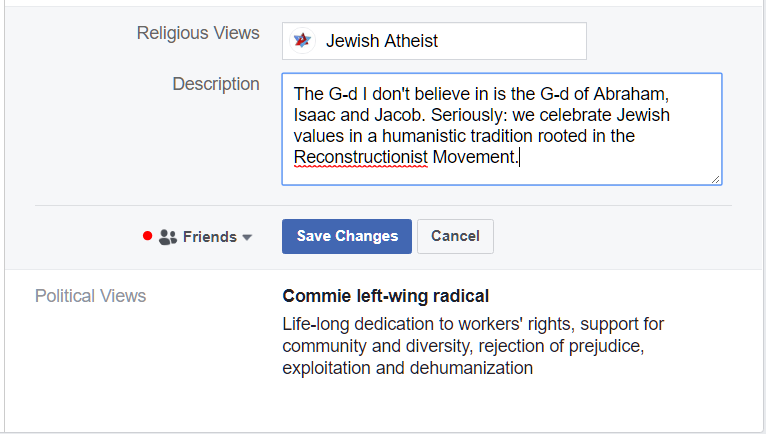 Religious Views
Jewish Atheist
Description
The G-d I don't believe in is the G-d of Abraham,
Isaac and Jacob. Seriously: we celebrate Jewish
values in a humanistic tradition rooted in the
Reconstructionist Movement.
Friends
Save Changes
Cancel
Political Views
Commie left-wing radical
Life-long dedication to workers' rights, support for
community and diversity, rejection of prejudice,
exploitation and dehumanization